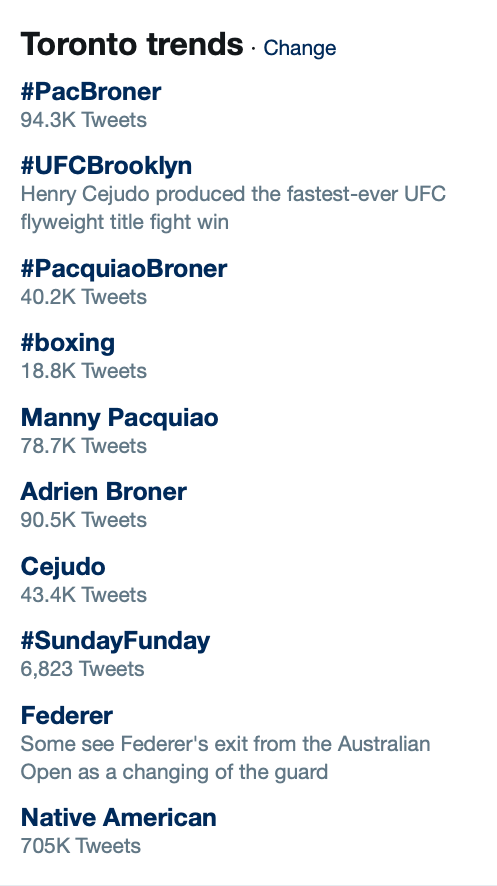 Toronto trends · Change
#PacBroner
94.3K Tweets
#UFCBrooklyn
Henry Cejudo produced the fastest-ever UFC
flyweight title fight win
#PacquiaoBroner
40.2K Tweets
#boxing
18.8K Tweets
Manny Pacquiao
78.7K Tweets
Adrien Broner
90.5K Tweets
Cejudo
43.4K Tweets
#SundayFunday
6,823 Tweets
Federer
Some see Federer's exit from the Australian
Open as a changing of the guard
Native American
705K Tweets